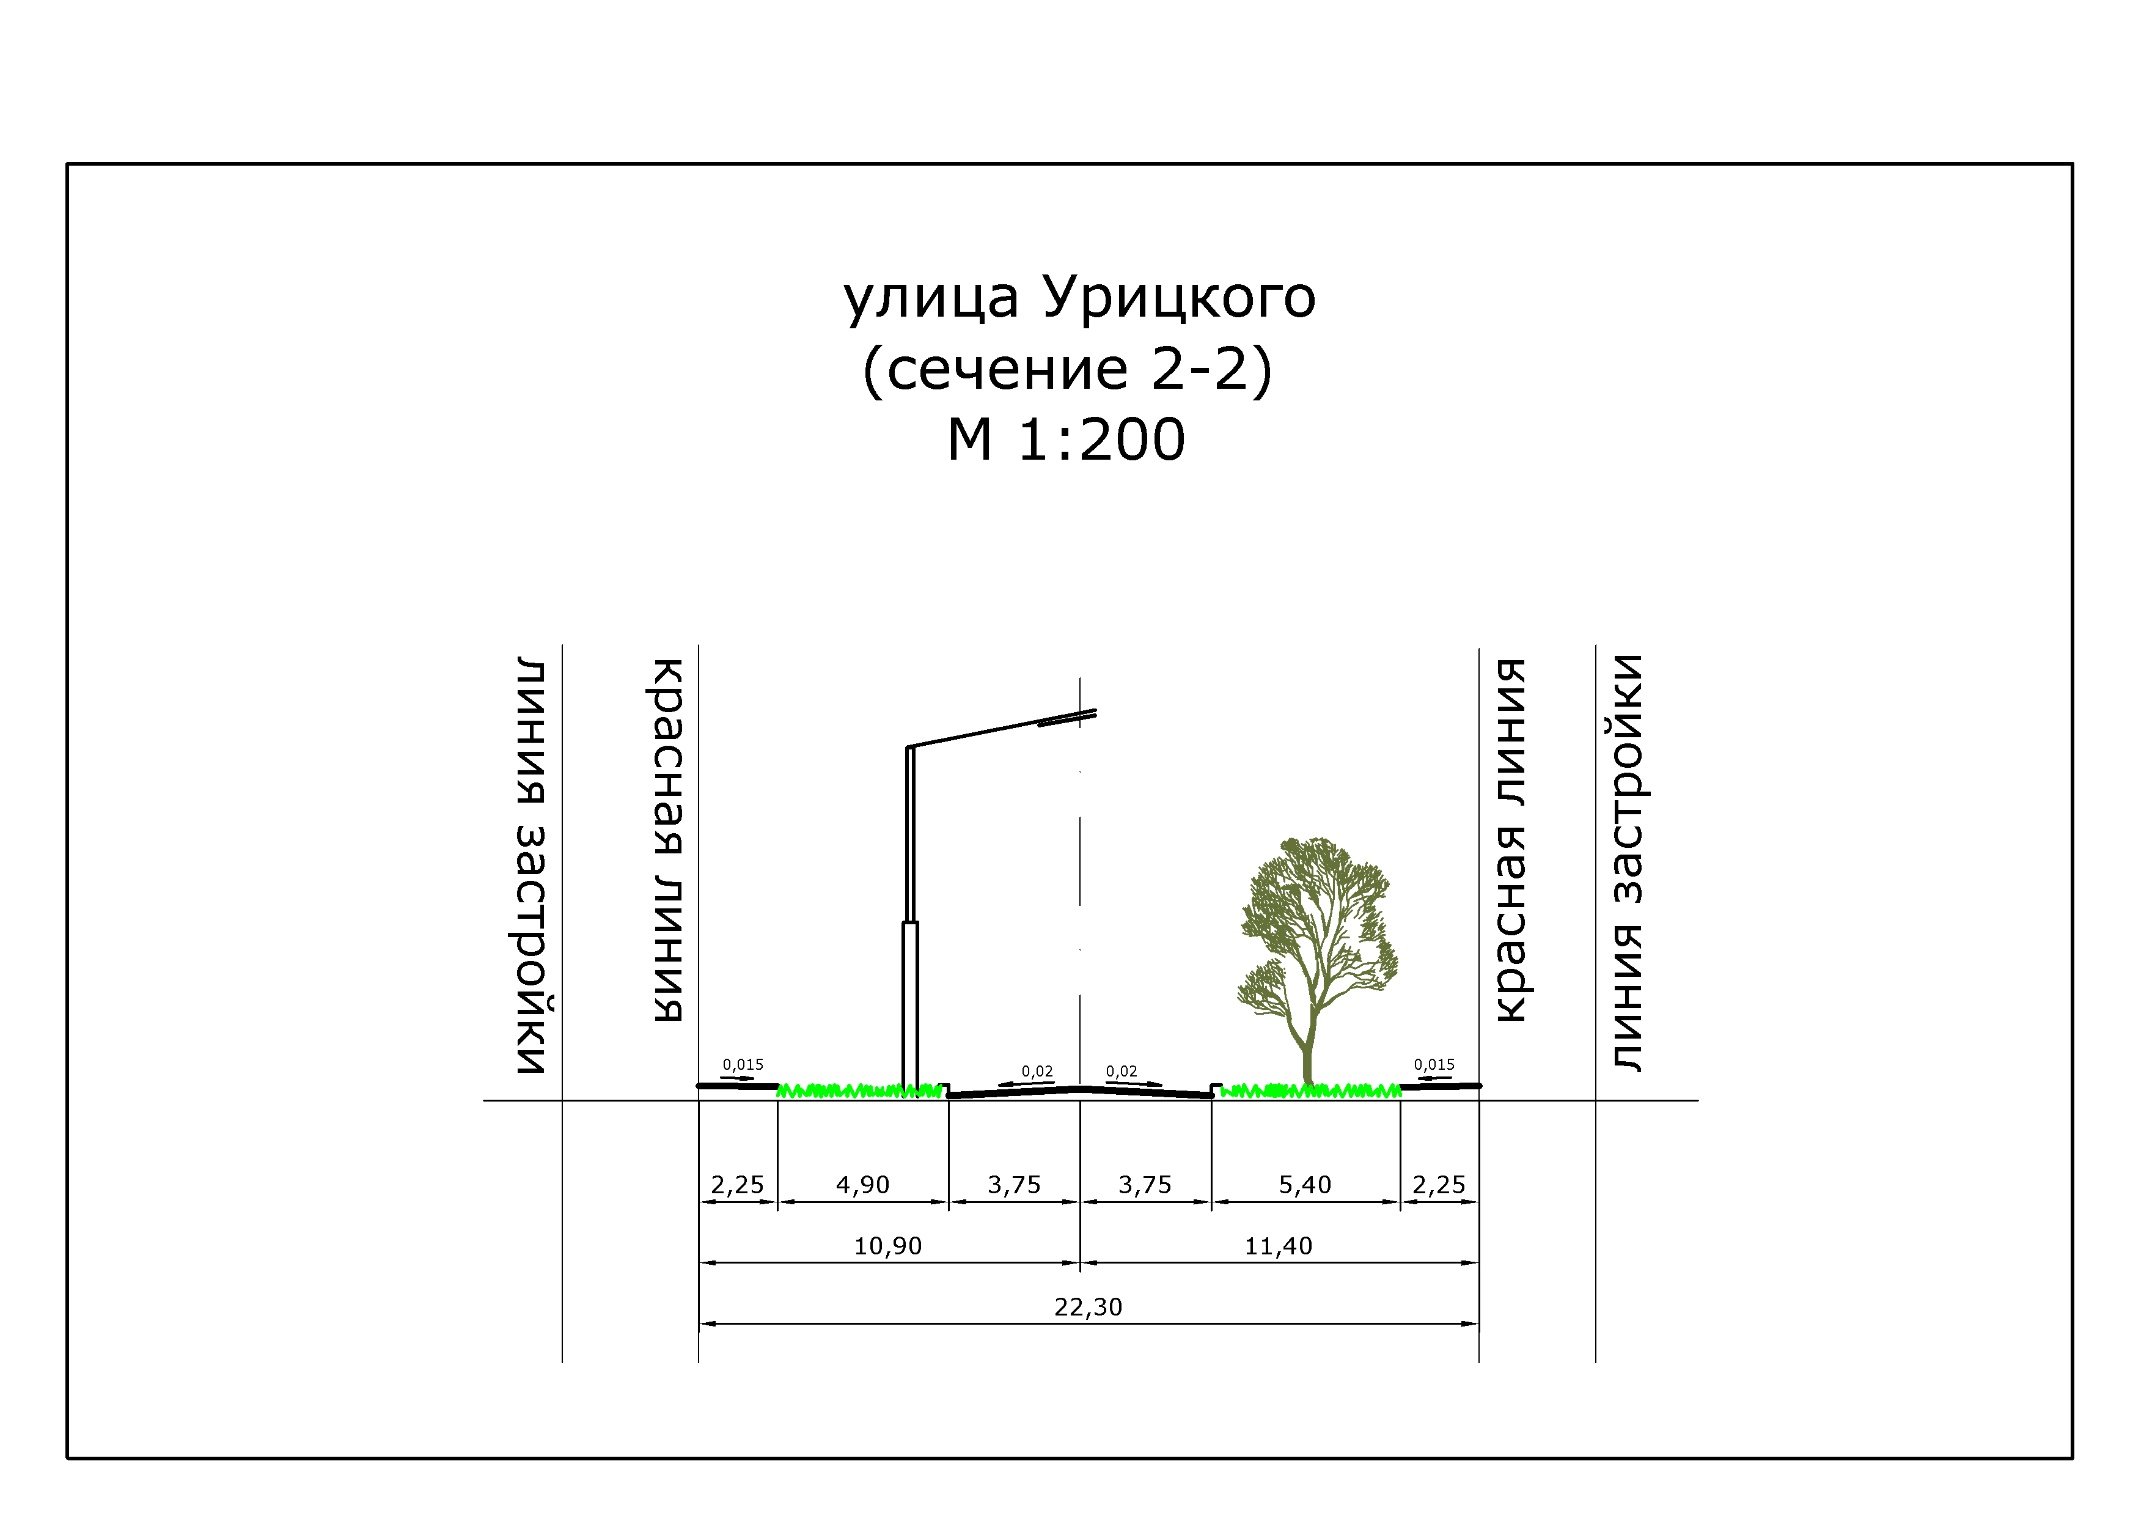 улица Урицкого
(сечение 2-2)
М 1:200
линия застройки
красная линия
красная линия
линия застройки
0,015
0,02
0,02
0,015
2,25
4,90
3,75
3,75
5,40
2,25
10,90
11,40
22,30